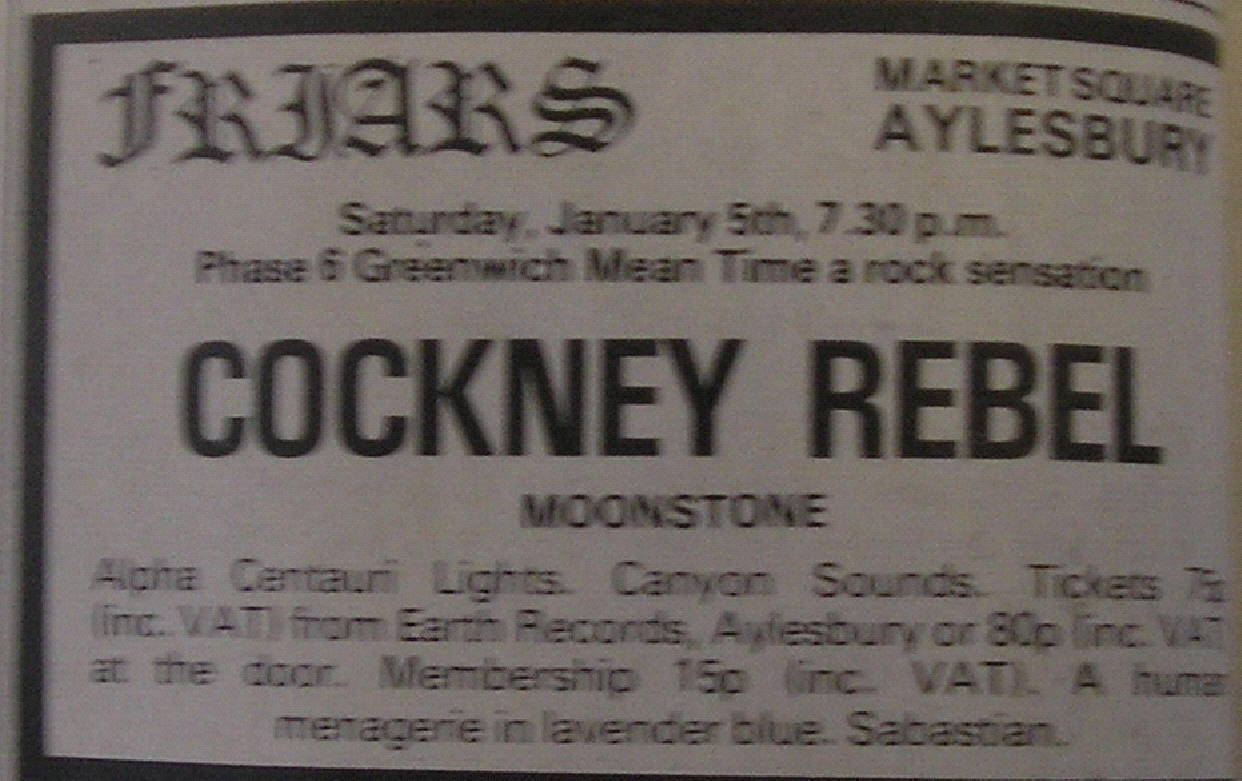 FRIARS
MARKET SQUARE
AYLESBURY
Saturday, January 5th, 7.30 p.m.
Phase 6 Greenwich Mean Time a rock sensation
COCKNEY REBEL
MOONSTONE
Alpha Centauri Lights. Canyon Sounds. Tickets
(inc. VAT) from Earth Records, Aylesbury or 80p (inc. VAT
at the door. Membership 15p (inc. VAT). A human
menagerie in lavender blue. Sabastian.